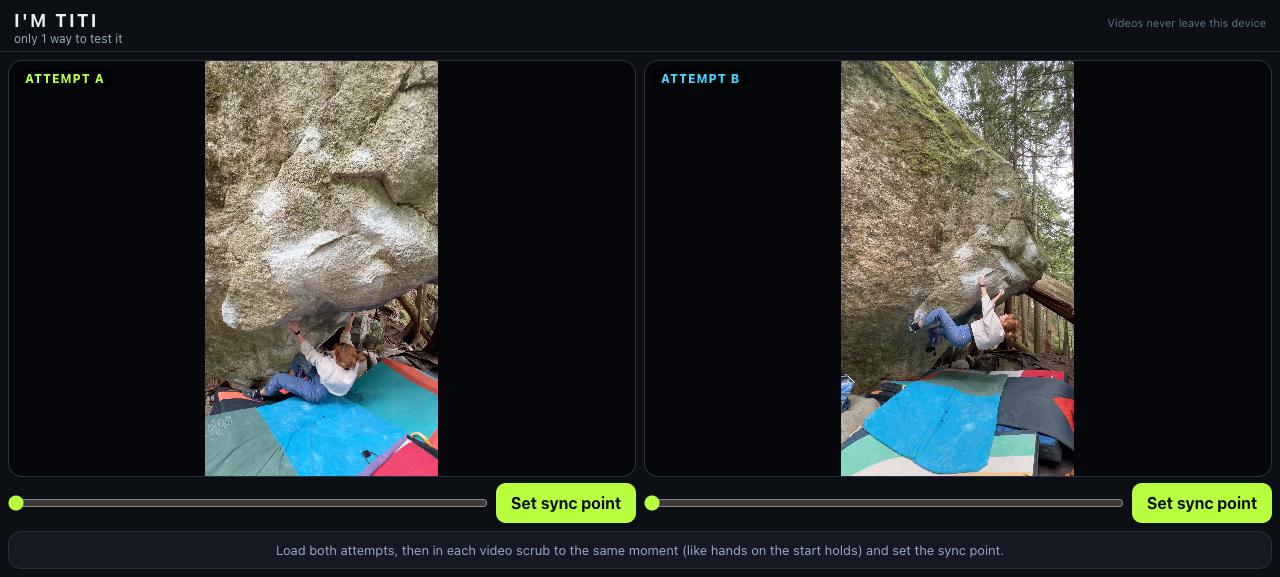 I'M TITI
only 1 way to test it
Videos never leave this device
ATTEMPT A
ATTEMPT B
Set sync point
Set sync point
Load both attempts, then in each video scrub to the same moment (like hands on the start holds) and set the sync point.